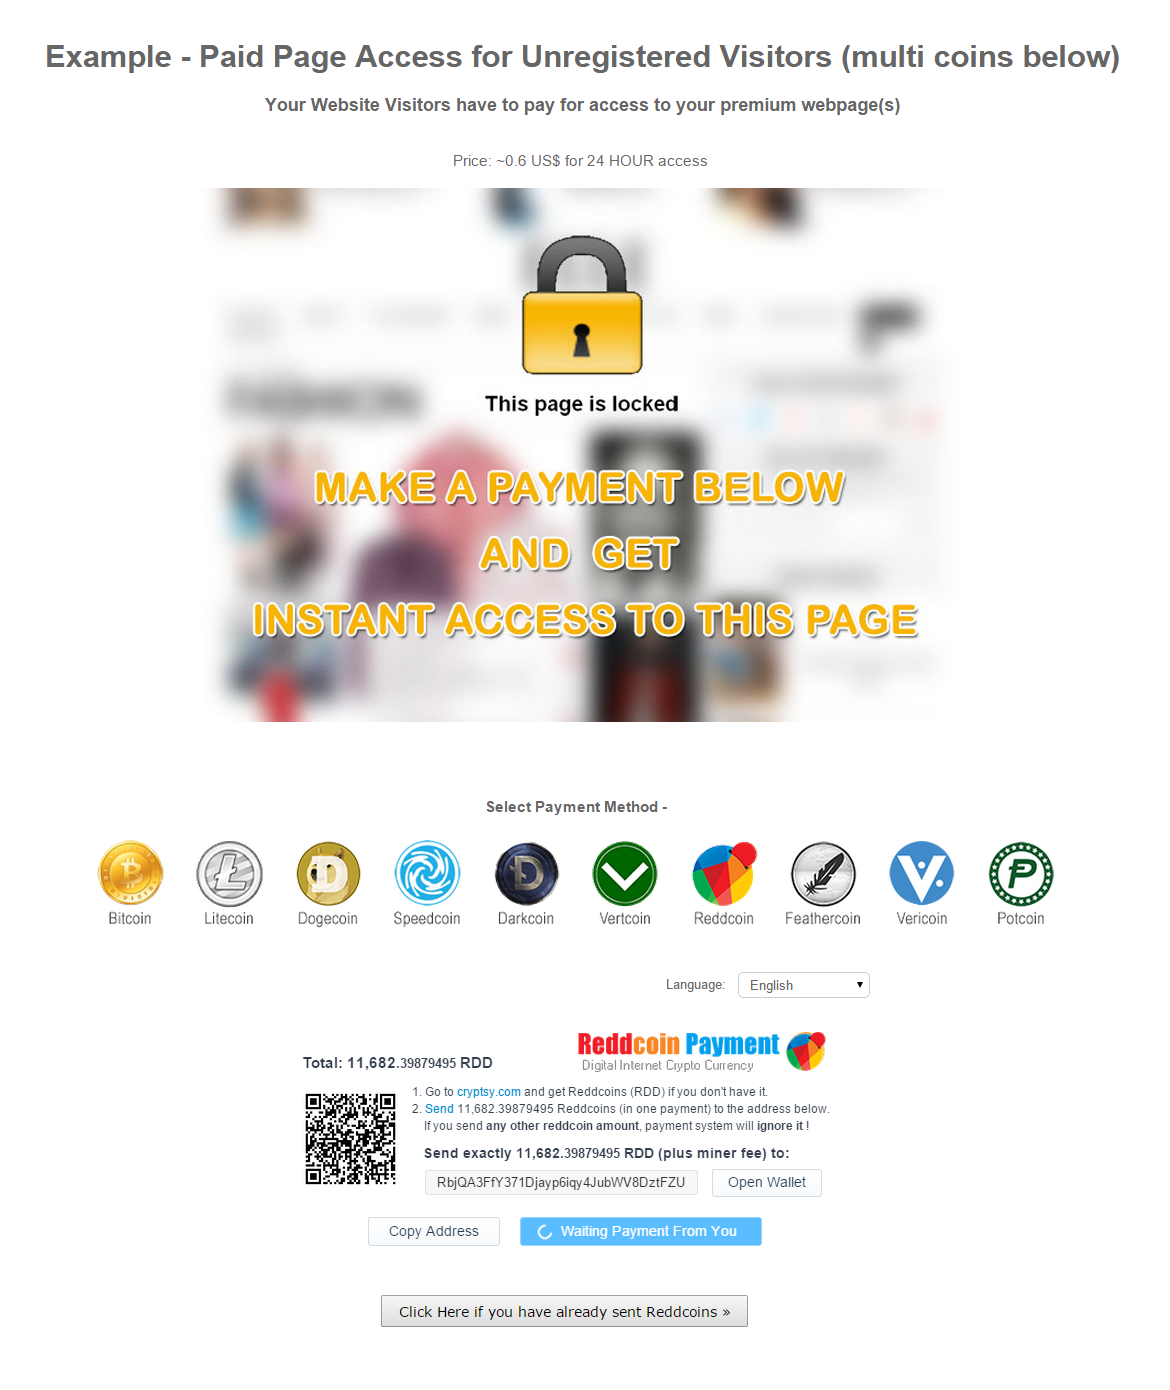 Example - Paid Page Access for Unregistered Visitors (multi coins below)
Your Website Visitors have to pay for access to your premium webpage(s)
Price: ~0.6 US$ for 24 HOUR access
FASHION
This page is locked
MAKE A PAYMENT BELOW
AND GET
INSTANT ACCESS TO THIS PAGE
Select Payment Method -
Bitcoin Litecoin Dogecoin Speedcoin Darkcoin Vertcoin Reddcoin Feathercoin Vericoin Potcoin
Language: English
Reddcoin Payment
Digital Internet Crypto Currency
Total: 11,682.39879495 RDD
1. Go to cryptsy.com and get Reddcoins (RDD) if you don't have it.
2. Send 11,682.39879495 Reddcoins (in one payment) to the address below.
If you send any other reddcoin amount, payment system will ignore it !
Send exactly 11,682.39879495 RDD (plus miner fee) to:
RbjQA3FfY371Djayp6iqy4JubWV8DztFZU Open Wallet
Copy Address Waiting Payment From You
Click Here if you have already sent Reddcoins »